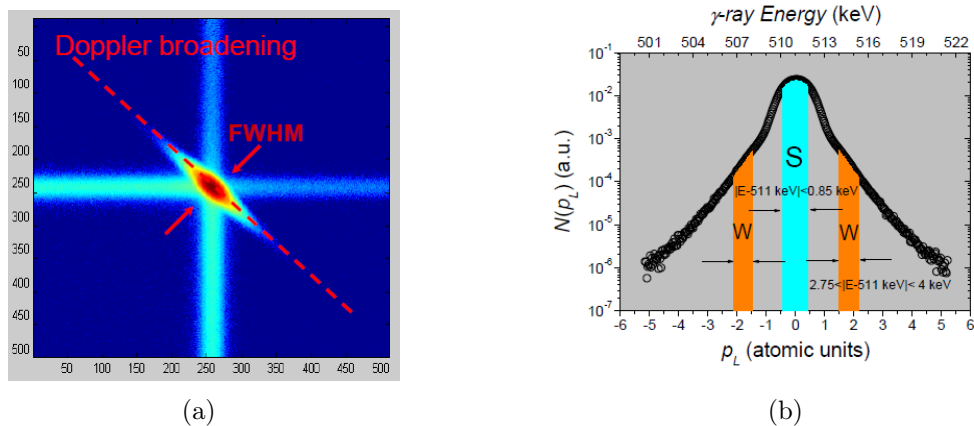 Doppler broadening
FWHM
50
100
150
200
250
300
350
400
450
500
50 100 150 200 250 300 350 400 450 500
(a)
γ-ray Energy (keV)
501 504 507 510 513 516 519 522
10⁻¹
10⁻²
10⁻³
10⁻⁴
10⁻⁵
10⁻⁶
10⁻⁷
N(p_L) (a.u.)
S
|E-511 keV|<0.85 keV
W W
2.75<|E-511 keV|< 4 keV
-6 -5 -4 -3 -2 -1 0 1 2 3 4 5 6
p_L (atomic units)
(b)